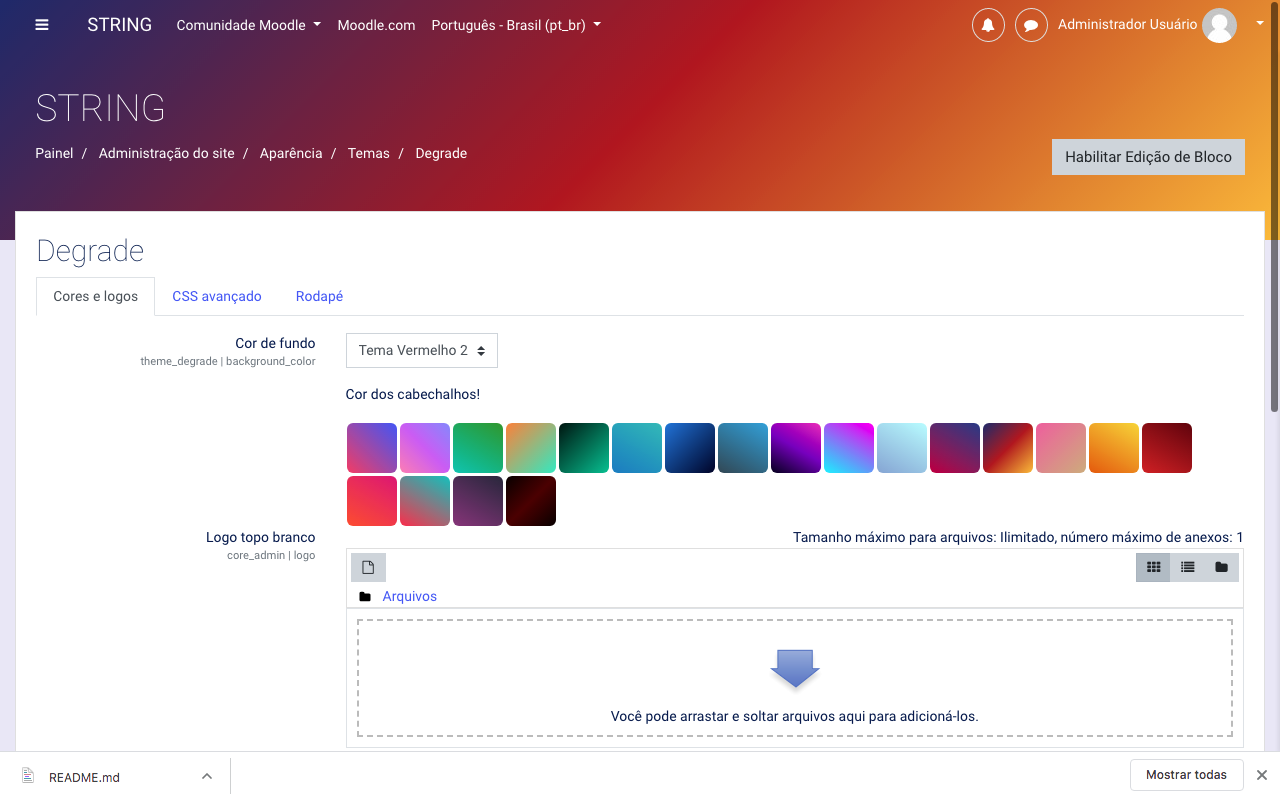 STRING Comunidade Moodle Moodle.com Português - Brasil (pt_br) Administrador Usuário
STRING
Painel / Administração do site / Aparência / Temas / Degrade
Habilitar Edição de Bloco
Degrade
Cores e logos CSS avançado Rodapé
Cor de fundo
theme_degrade | background_color
Tema Vermelho 2
Cor dos cabechalhos!
Logo topo branco
core_admin | logo
Tamanho máximo para arquivos: Ilimitado, número máximo de anexos: 1
Arquivos
Você pode arrastar e soltar arquivos aqui para adicioná-los.
README.md
Mostrar todas